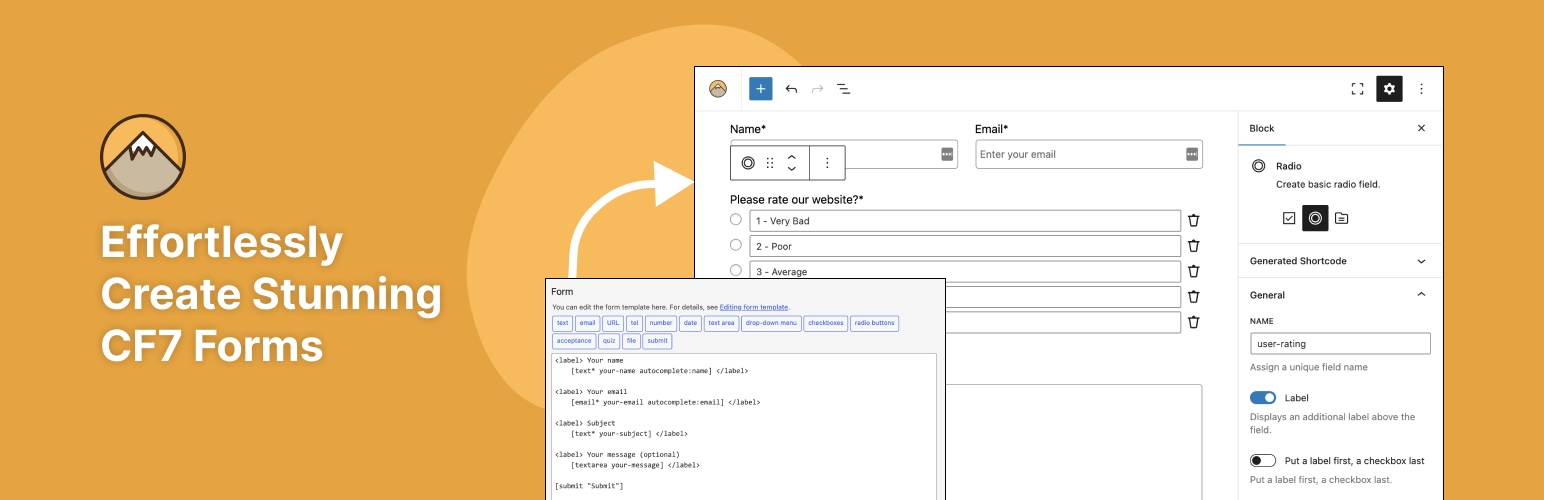 Effortlessly
Create Stunning
CF7 Forms
Name*
Email*
Enter your email
Please rate our website?*
1 - Very Bad
2 - Poor
3 - Average
Block
Radio
Create basic radio field.
Generated Shortcode
General
NAME
user-rating
Assign a unique field name
Label
Displays an additional label above the
field.
Put a label first, a checkbox last
Put a label first, a checkbox last.
Form
You can edit the form template here. For details, see Editing form template.
text email URL tel number date text area drop-down menu checkboxes radio buttons
acceptance quiz file submit
<label> Your name
[text* your-name autocomplete:name] </label>
<label> Your email
[email* your-email autocomplete:email] </label>
<label> Subject
[text* your-subject] </label>
<label> Your message (optional)
[textarea your-message] </label>
[submit "Submit"]